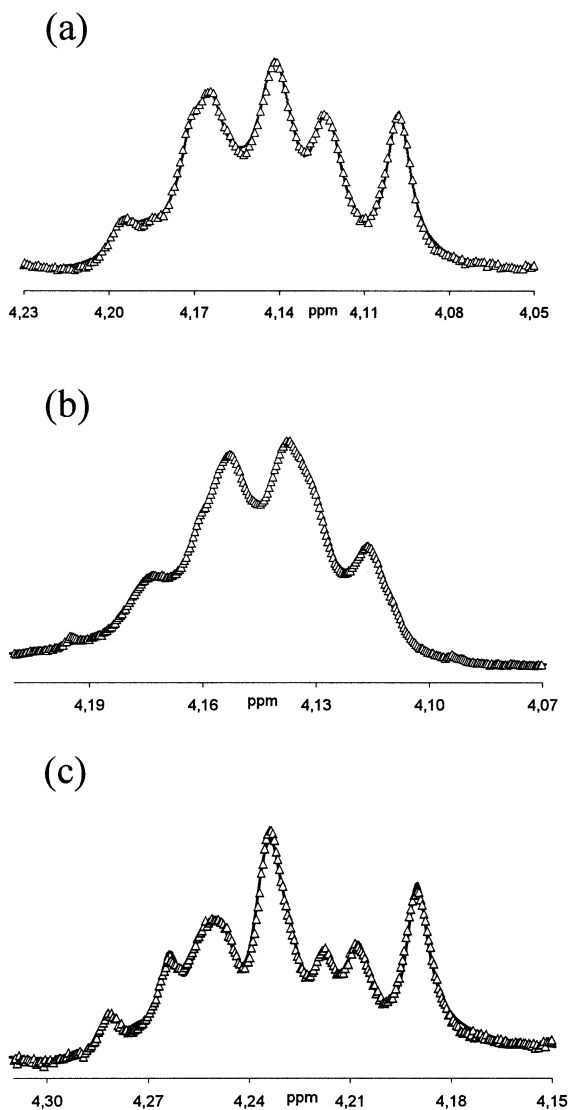 (a)
4,23 4,20 4,17 4,14 ppm 4,11 4,08 4,05
(b)
4,19 4,16 ppm 4,13 4,10 4,07
(c)
4,30 4,27 4,24 ppm 4,21 4,18 4,15